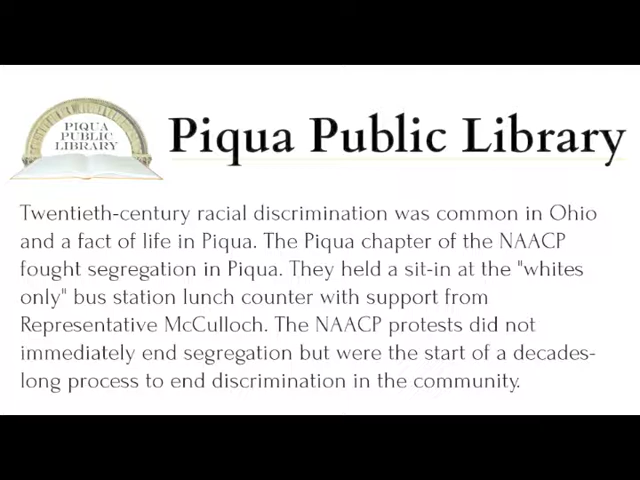 PIQUA
PUBLIC
LIBRARY
Piqua Public Library
Twentieth-century racial discrimination was common in Ohio
and a fact of life in Piqua. The Piqua chapter of the NAACP
fought segregation in Piqua. They held a sit-in at the "whites
only" bus station lunch counter with support from
Representative McCulloch. The NAACP protests did not
immediately end segregation but were the start of a decades-
long process to end discrimination in the community.